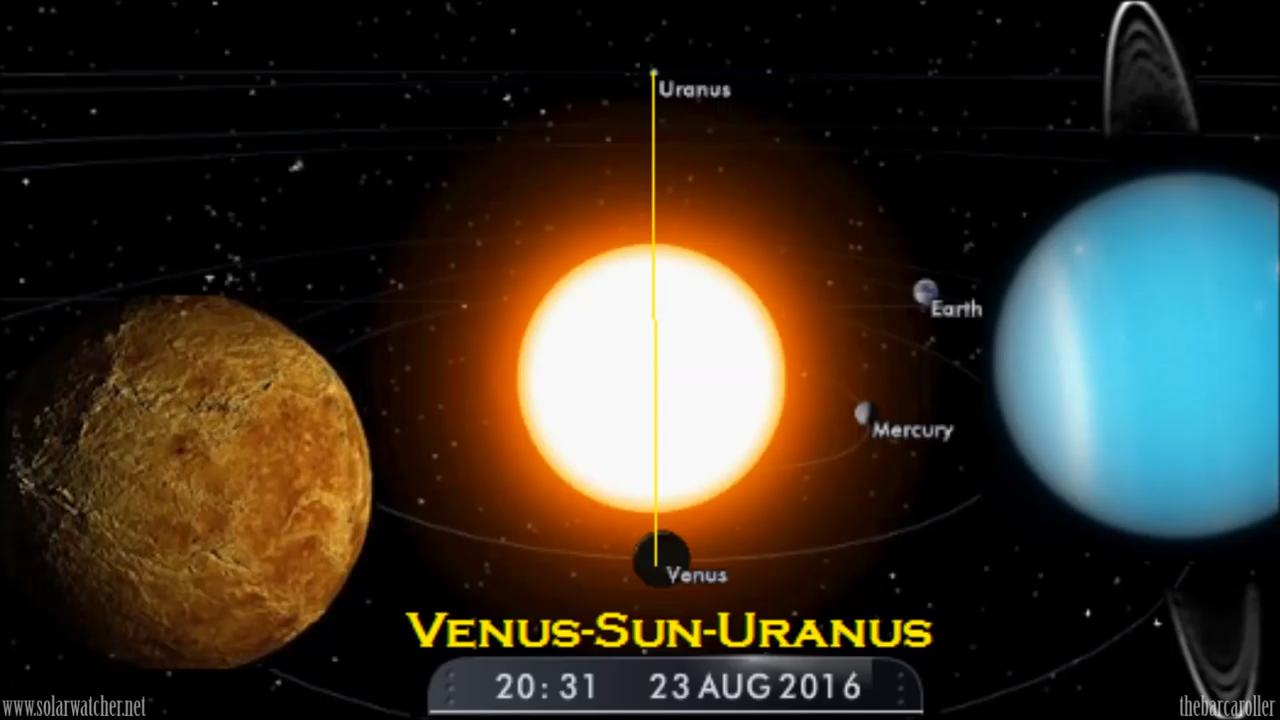 Uranus
Earth
Mercury
Venus
VENUS-SUN-URANUS
20:31 23 AUG 2016
www.solarwatcher.net
thebarcaroller